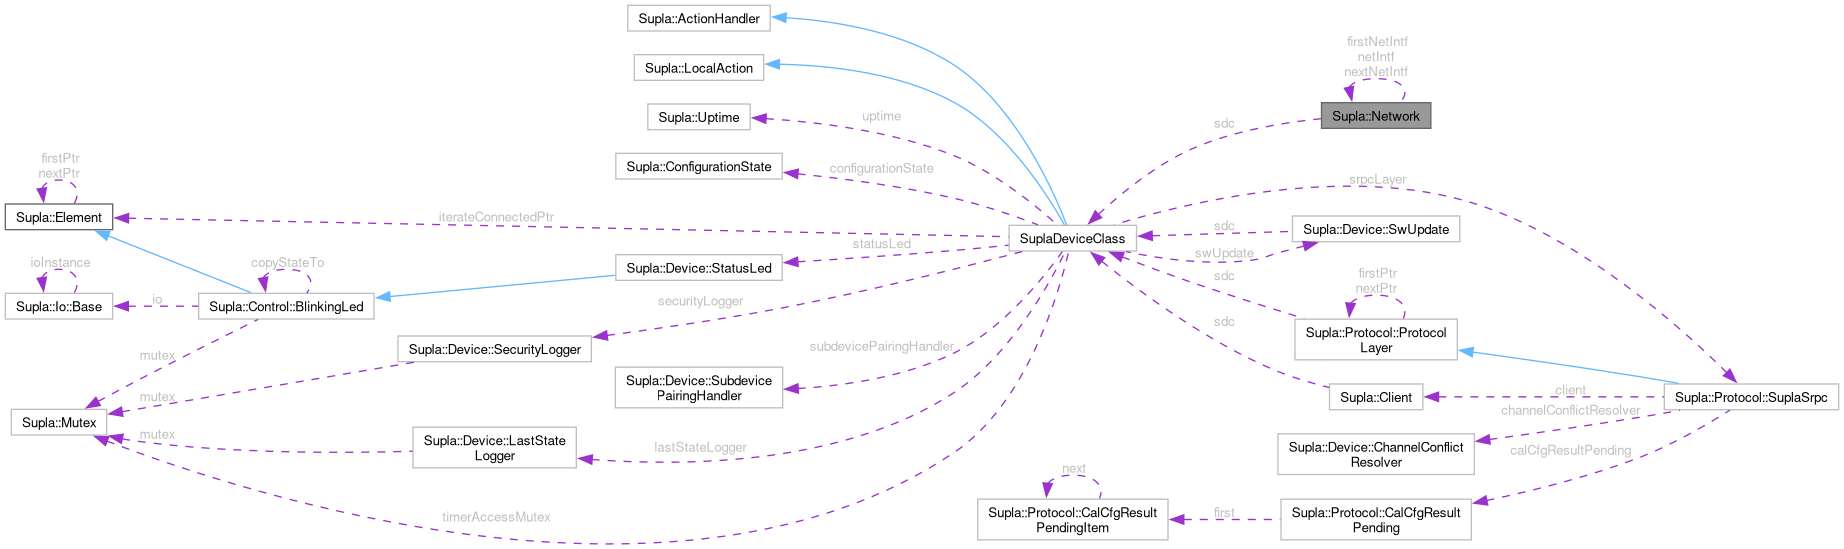 Supla::ActionHandler
firstNetIntf
netIntf
nextNetIntf
Supla::LocalAction
Supla::Uptime
uptime
Supla::Network
sdc
firstPtr
nextPtr
Supla::ConfigurationState
configurationState
srpcLayer
Supla::Element
iterateConnectedPtr
SuplaDeviceClass
sdc
Supla::Device::SwUpdate
statusLed
swUpdate
ioInstance
copyStateTo
Supla::Device::StatusLed
sdc
firstPtr
nextPtr
Supla::Io::Base
io
Supla::Control::BlinkingLed
securityLogger
sdc
Supla::Protocol::Protocol
Layer
mutex
Supla::Device::SecurityLogger
subdevicePairingHandler
Supla::Device::Subdevice
PairingHandler
mutex
Supla::Client
client
Supla::Protocol::SuplaSrpc
channelConflictResolver
Supla::Mutex
mutex
Supla::Device::LastState
Logger
lastStateLogger
Supla::Device::ChannelConflict
Resolver
calCfgResultPending
next
timerAccessMutex
Supla::Protocol::CalCfgResult
PendingItem
first
Supla::Protocol::CalCfgResult
Pending